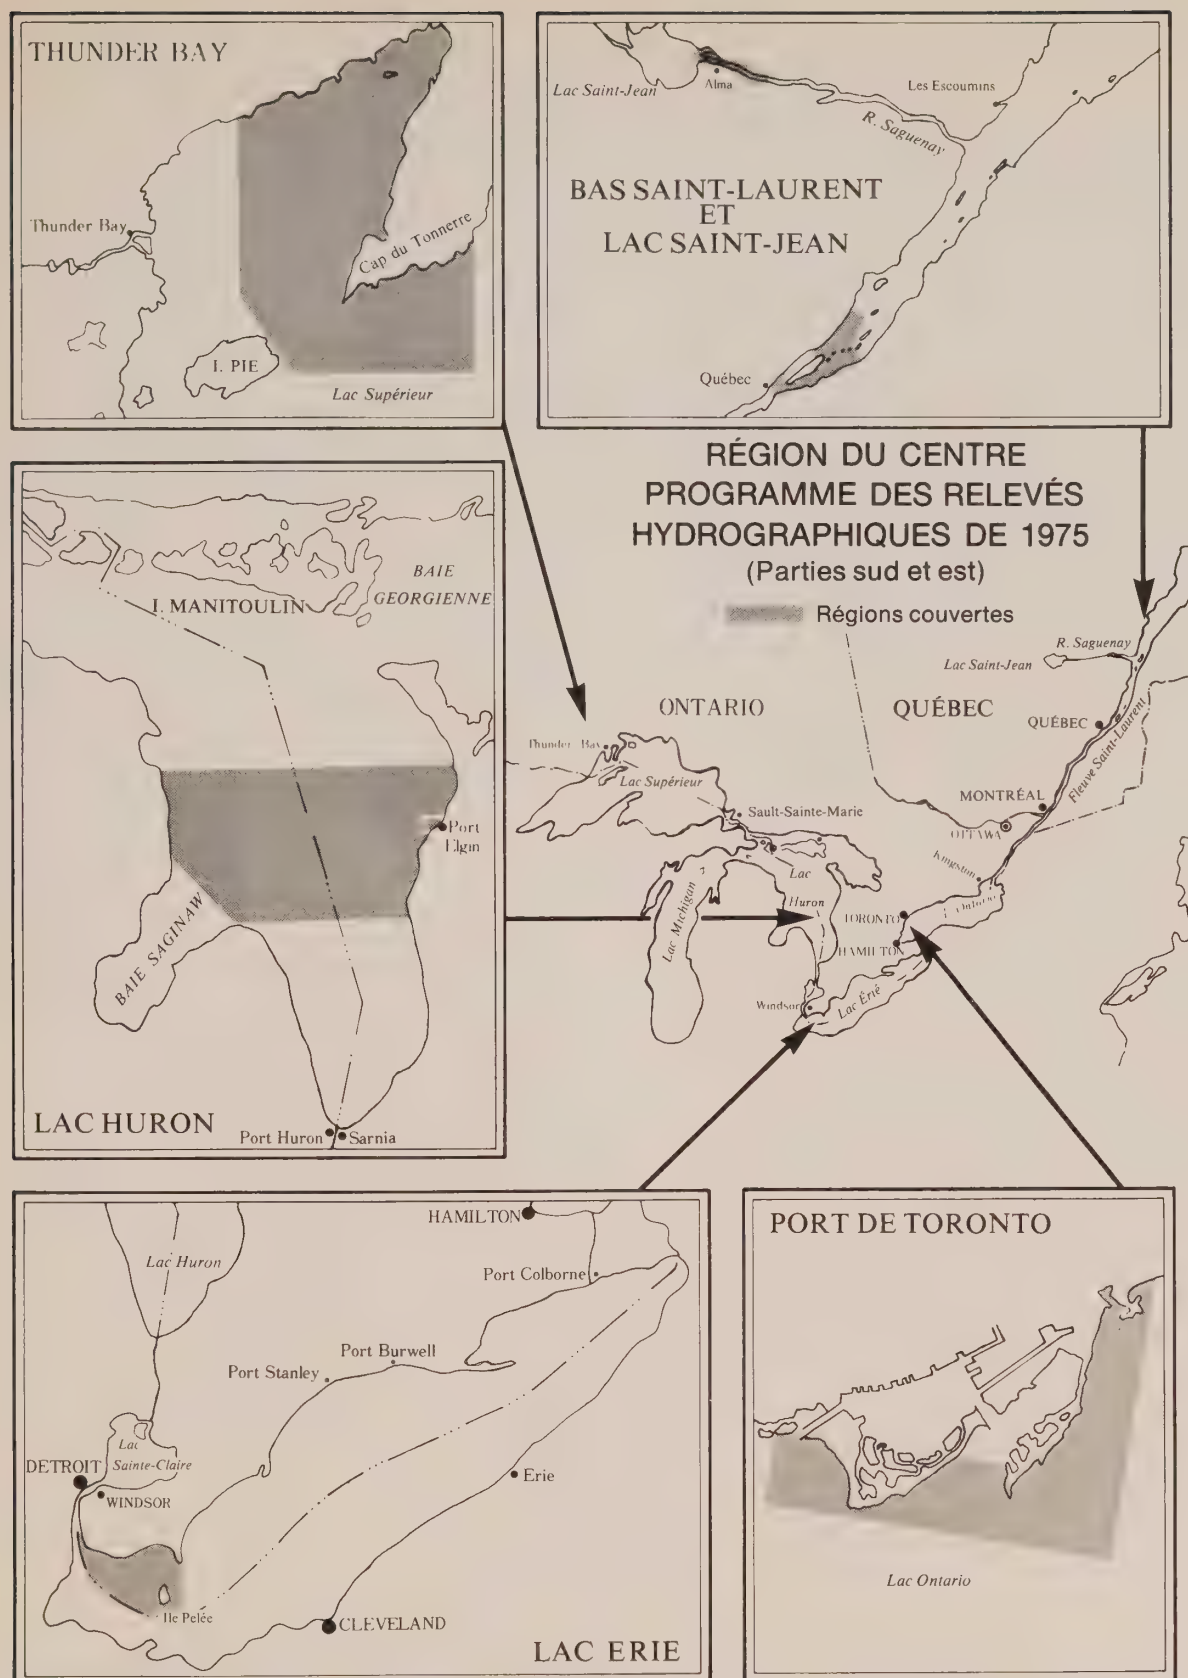 THUNDER BAY
Thunder Bay
Cap du Tonnerre
I. PIE
Lac Supérieur
Lac Saint-Jean
Alma
Les Escoumins
R. Saguenay
BAS SAINT-LAURENT
ET
LAC SAINT-JEAN
Québec
RÉGION DU CENTRE
PROGRAMME DES RELEVÉS
HYDROGRAPHIQUES DE 1975
(Parties sud et est)
Régions couvertes
BAIE
GEORGIENNE
I. MANITOULIN
Port
Elgin
BAIE SAGINAW
LAC HURON
Port Huron
Sarnia
R. Saguenay
Lac Saint-Jean
ONTARIO
QUÉBEC
QUÉBEC
Fleuve Saint-Laurent
Thunder Bay
Lac Supérieur
MONTRÉAL
Sault-Sainte-Marie
OTTAWA
Kingston
Lac
Huron
Lac Michigan
TORONTO
Ontario
HAMILTON
Windsor
Lac Érié
HAMILTON
Lac Huron
Port Colborne
Port Burwell
Port Stanley
Lac
Sainte-Claire
DETROIT
WINDSOR
Erie
Ile Pelée
CLEVELAND
LAC ERIE
PORT DE TORONTO
Lac Ontario